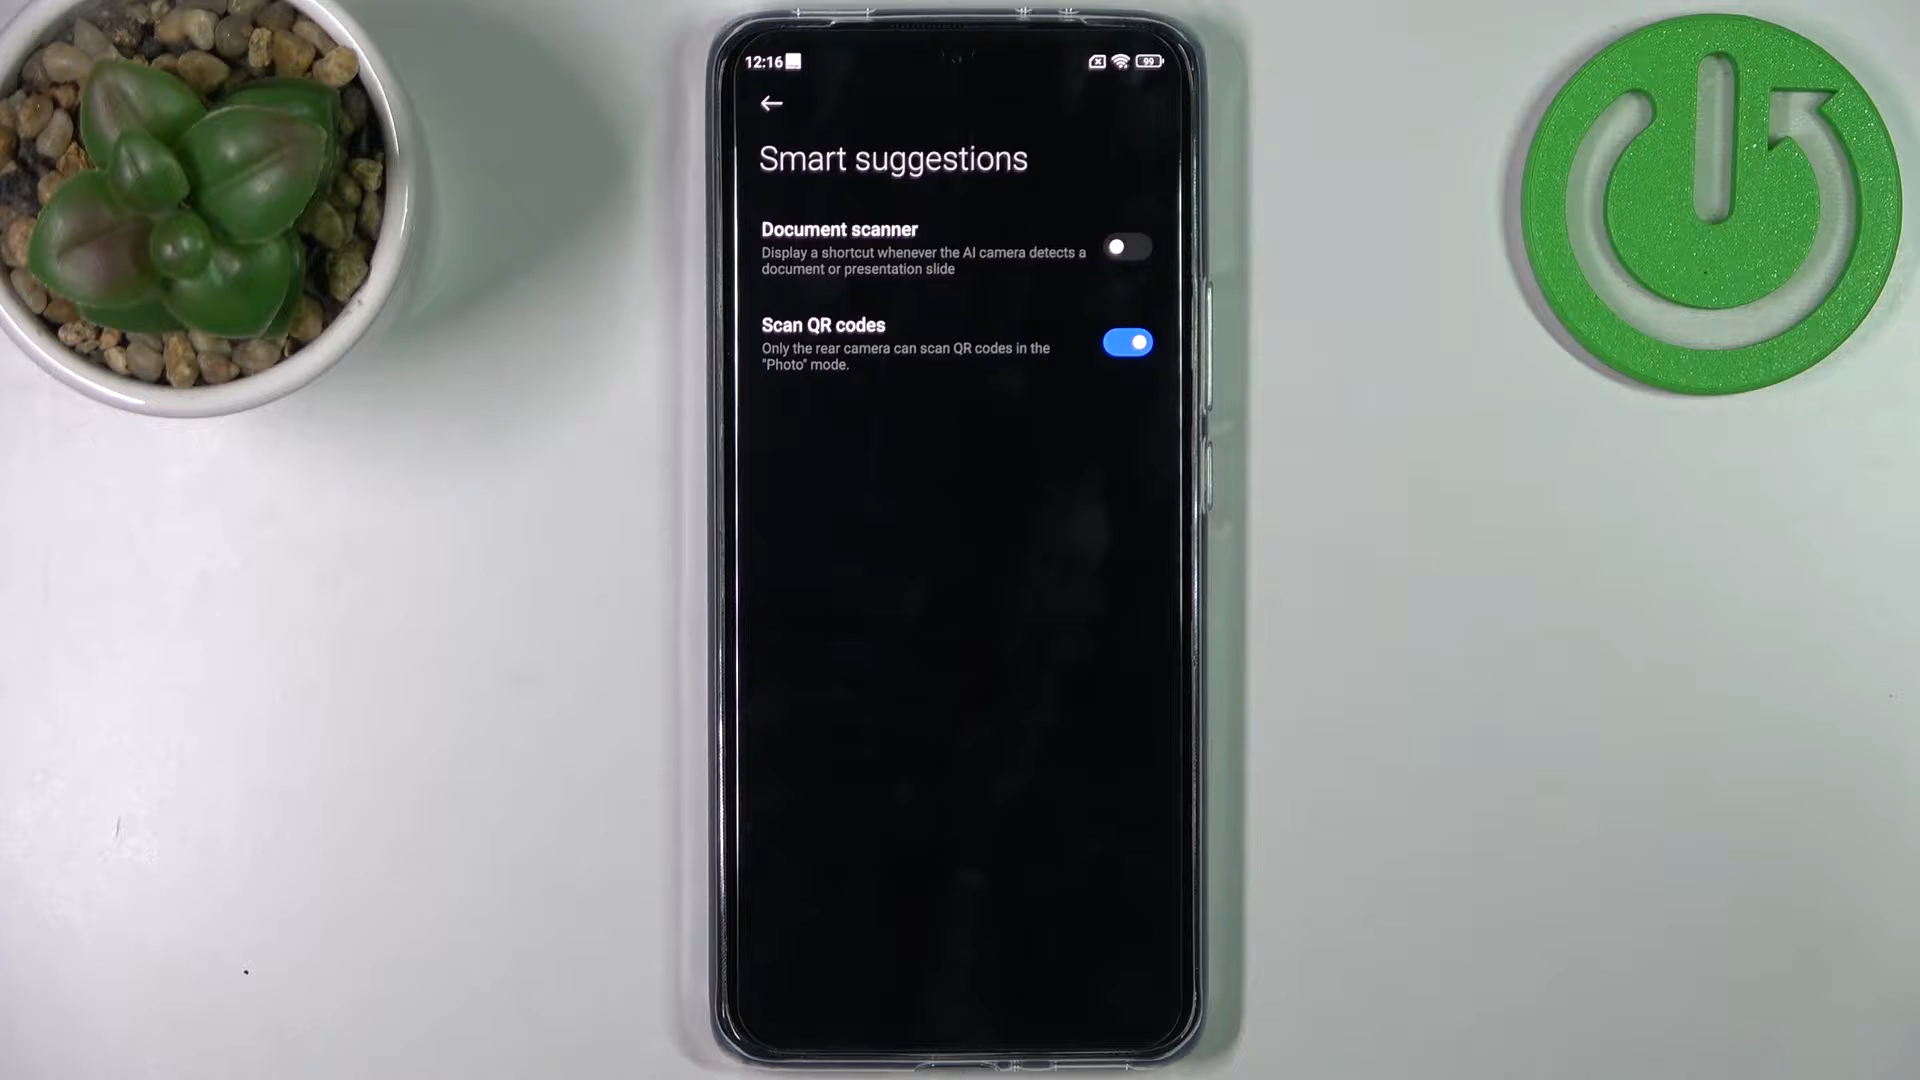 12:16
99
Smart suggestions
Document scanner
Display a shortcut whenever the AI camera detects a
document or presentation slide
Scan QR codes
Only the rear camera can scan QR codes in the
"Photo" mode.